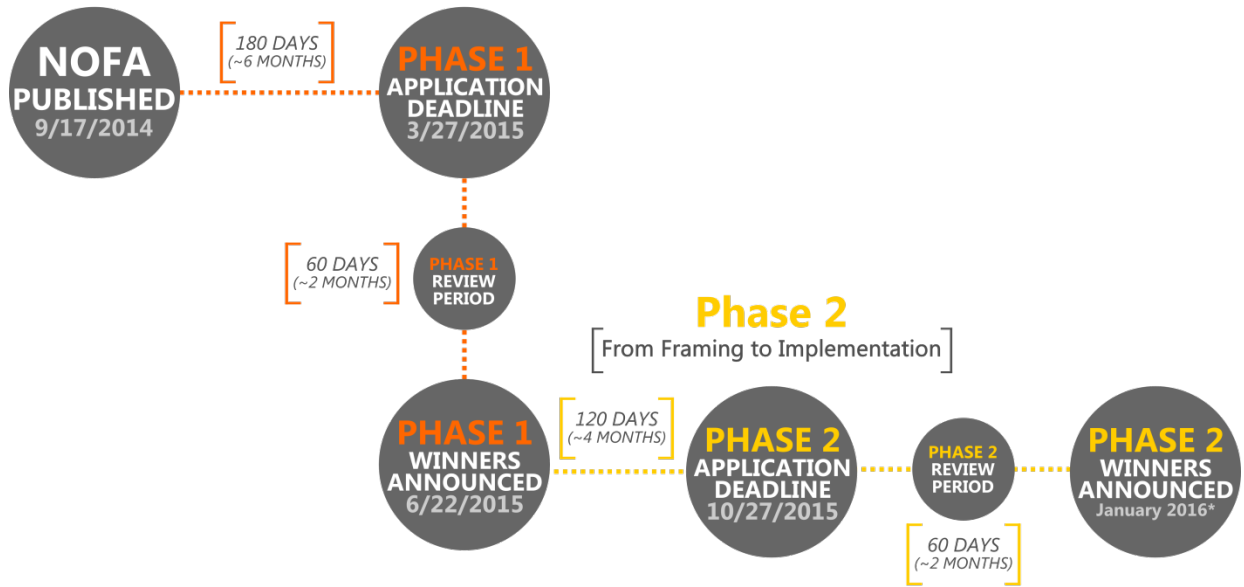 NOFA
PUBLISHED
9/17/2014
180 DAYS
(~6 MONTHS)
PHASE 1
APPLICATION
DEADLINE
3/27/2015
60 DAYS
(~2 MONTHS)
PHASE 1
REVIEW
PERIOD
Phase 2
From Framing to Implementation
PHASE 1
WINNERS
ANNOUNCED
6/22/2015
120 DAYS
(~4 MONTHS)
PHASE 2
APPLICATION
DEADLINE
10/27/2015
PHASE 2
REVIEW
PERIOD
60 DAYS
(~2 MONTHS)
PHASE 2
WINNERS
ANNOUNCED
January 2016*